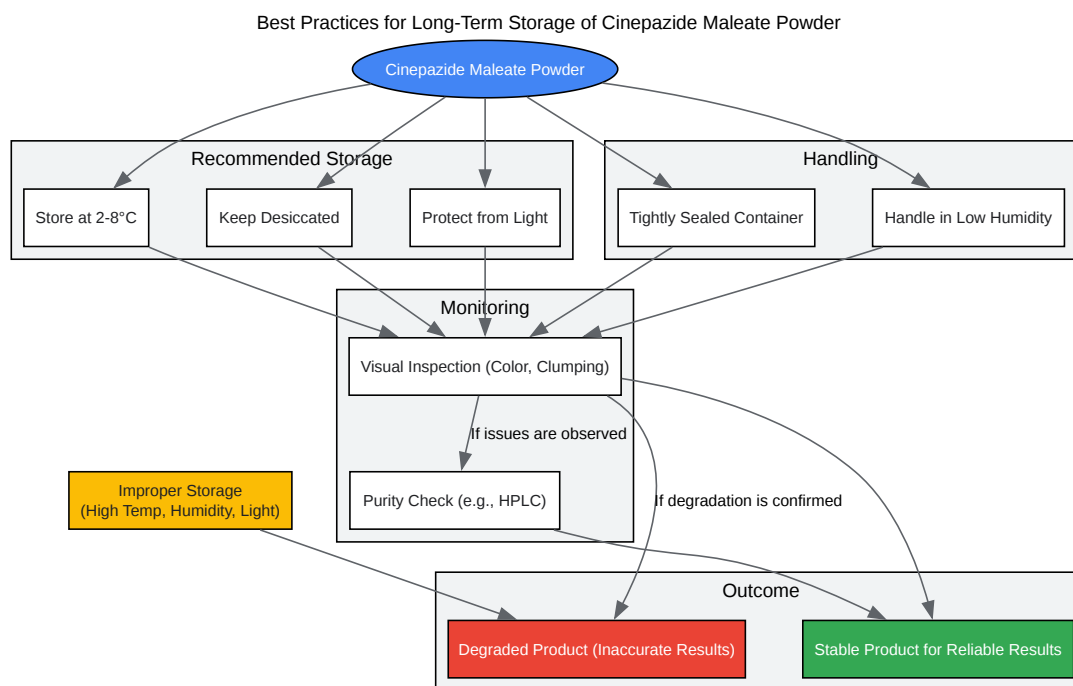 Best Practices for Long-Term Storage of Cinepazide Maleate Powder
Cinepazide Maleate Powder
Recommended Storage
Handling
Store at 2-8°C
Keep Desiccated
Protect from Light
Tightly Sealed Container
Handle in Low Humidity
Monitoring
Visual Inspection (Color, Clumping)
If issues are observed
Improper Storage
(High Temp, Humidity, Light)
Purity Check (e.g., HPLC)
If degradation is confirmed
Outcome
Degraded Product (Inaccurate Results)
Stable Product for Reliable Results